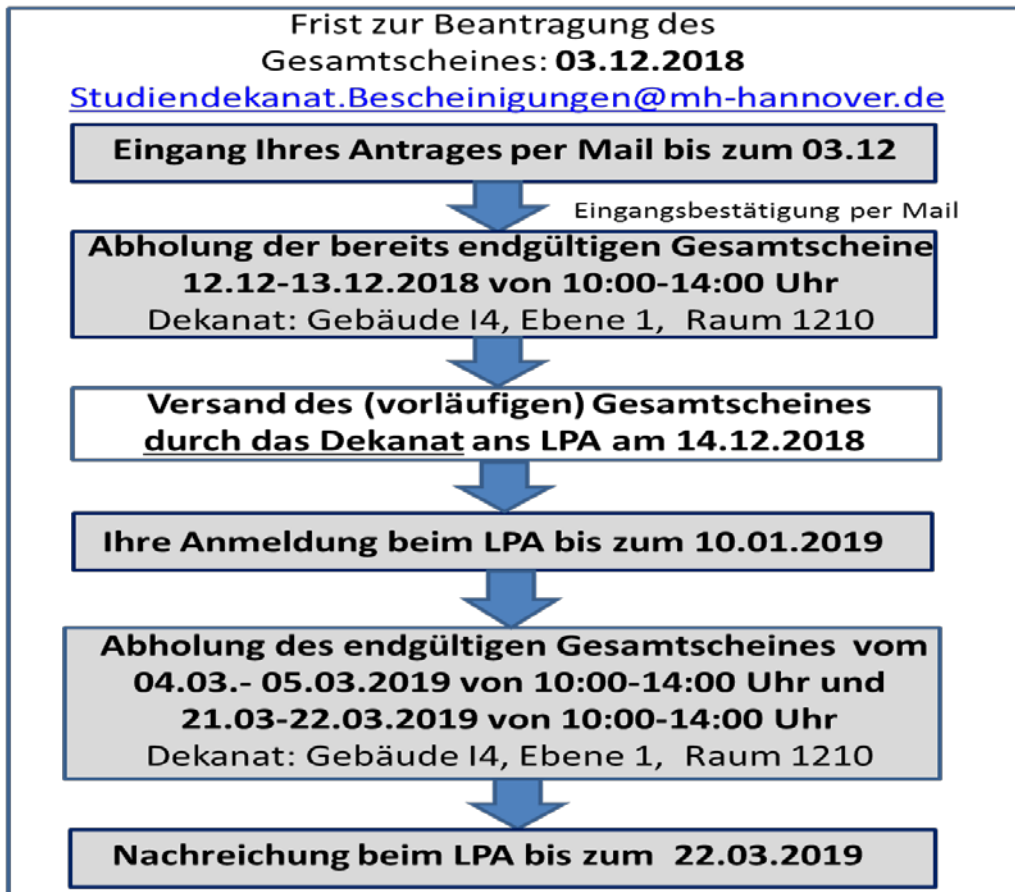 Frist zur Beantragung des
Gesamtscheines: 03.12.2018
Studiendekanat.Bescheinigungen@mh-hannover.de
Eingang Ihres Antrages per Mail bis zum 03.12
Eingangsbestätigung per Mail
Abholung der bereits endgültigen Gesamtscheine
12.12-13.12.2018 von 10:00-14:00 Uhr
Dekanat: Gebäude I4, Ebene 1, Raum 1210
Versand des (vorläufigen) Gesamtscheines
durch das Dekanat ans LPA am 14.12.2018
Ihre Anmeldung beim LPA bis zum 10.01.2019
Abholung des endgültigen Gesamtscheines vom
04.03.- 05.03.2019 von 10:00-14:00 Uhr und
21.03-22.03.2019 von 10:00-14:00 Uhr
Dekanat: Gebäude I4, Ebene 1, Raum 1210
Nachreichung beim LPA bis zum 22.03.2019